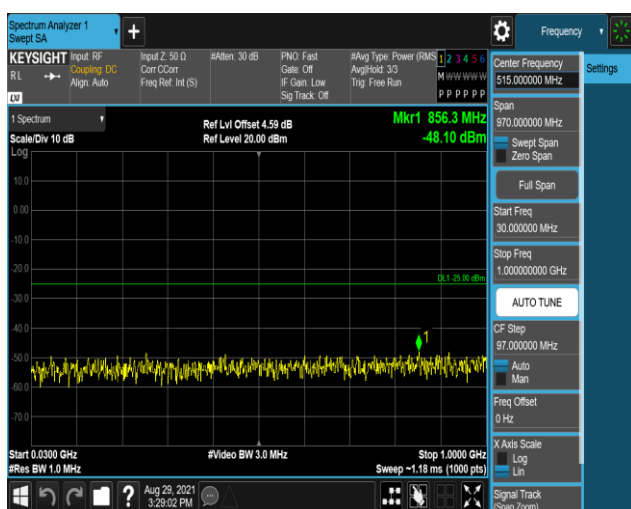 Spectrum Analyzer 1
Swept SA
+
Frequency
KEYSIGHT
RL
LXI
Input: RF
Coupling: DC
Align: Auto
Input Z: 50 Ω
Corr CCorr
Freq Ref: Int (S)
#Atten: 30 dB
PNO: Fast
Gate: Off
IF Gain: Low
Sig Track: Off
#Avg Type: Power (RMS
Avg|Hold: 3/3
Trig: Free Run
1 2 3 4 5 6
M W W W W W
P P P P P P
1 Spectrum
Scale/Div 10 dB
Log
Ref Lvl Offset 4.59 dB
Ref Level 20.00 dBm
Mkr1 856.3 MHz
-48.10 dBm
10.0
0.00
-10.0
-20.0
DL1 -25.00 dBm
-30.0
-40.0
1
-50.0
-60.0
-70.0
Start 0.0300 GHz
#Res BW 1.0 MHz
#Video BW 3.0 MHz
Stop 1.0000 GHz
Sweep ~1.18 ms (1000 pts)
?
Aug 29, 2021
3:29:02 PM
Center Frequency
515.000000 MHz
Settings
Span
970.000000 MHz
Swept Span
Zero Span
Full Span
Start Freq
30.000000 MHz
Stop Freq
1.000000000 GHz
AUTO TUNE
CF Step
97.000000 MHz
Auto
Man
Freq Offset
0 Hz
X Axis Scale
Log
Lin
Signal Track
(Span Zoom)